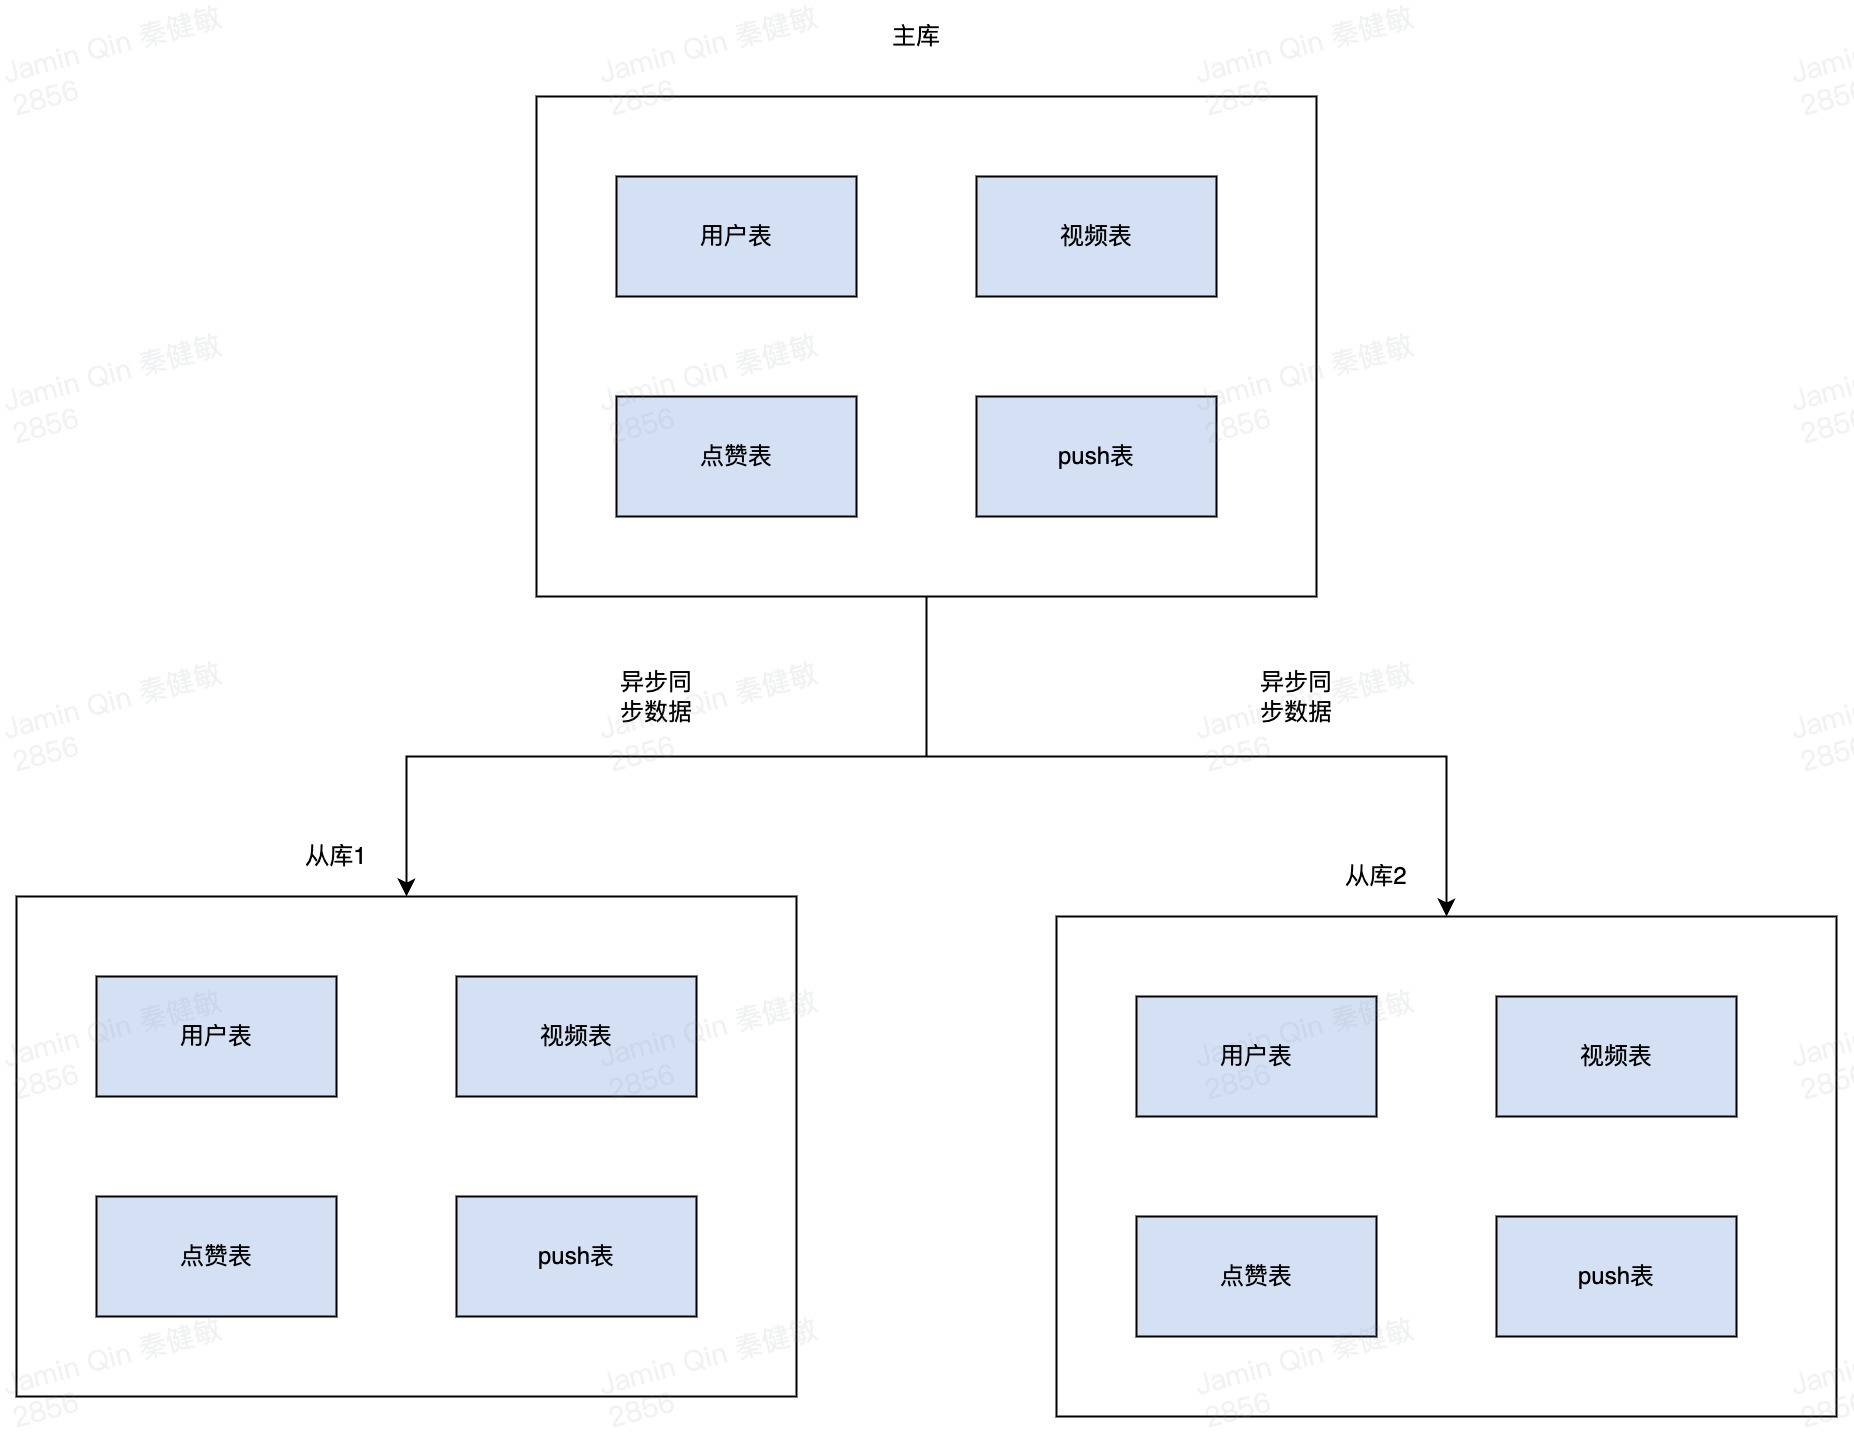 主库
用户表
视频表
点赞表
push表
异步同
步数据
异步同
步数据
从库1
从库2
用户表
视频表
点赞表
push表
用户表
视频表
点赞表
push表
Jamin Qin 秦健敏
2856